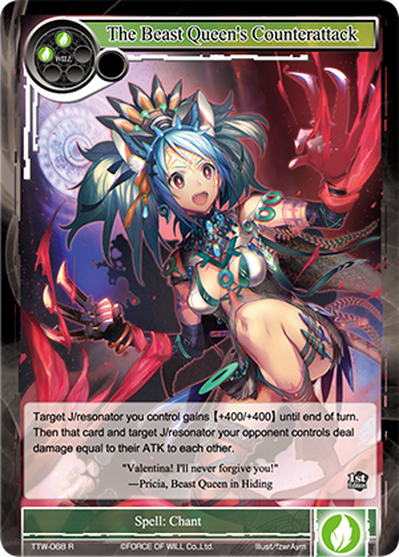 The Beast Queen's Counterattack
WILL
Target J/resonator you control gains [+400/+400] until end of turn.
Then that card and target J/resonator your opponent controls deal
damage equal to their ATK to each other.
"Valentina! I'll never forgive you!"
—Pricia, Beast Queen in Hiding
1st
Edition
Spell: Chant
TTW-068 R
©FORCE OF WILL Co.,Ltd.
Illust/TzerAym